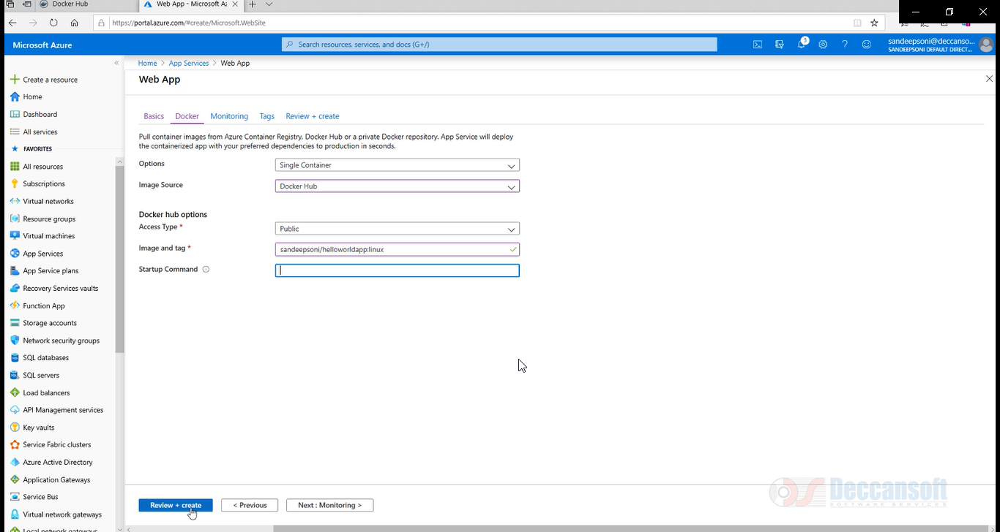 Docker Hub
Web App - Microsoft Az
https://portal.azure.com/#create/Microsoft.WebSite
Microsoft Azure
Search resources, services, and docs (G+/)
3
sandeepsoni@deccanso...
SANDEEPSONI DEFAULT DIRECT...
Home > App Services > Web App
Web App
Create a resource
Home
Dashboard
All services
FAVORITES
All resources
Subscriptions
Virtual networks
Resource groups
Virtual machines
App Services
App Service plans
Recovery Services vaults
Function App
Storage accounts
Network security groups
SQL databases
SQL servers
Load balancers
API Management services
Key vaults
Service Fabric clusters
Azure Active Directory
Application Gateways
Service Bus
Virtual network gateways
Local network gateways
Basics Docker Monitoring Tags Review + create
Pull container images from Azure Container Registry, Docker Hub or a private Docker repository. App Service will deploy
the containerized app with your preferred dependencies to production in seconds.
Options Single Container
Image Source Docker Hub
Docker hub options
Access Type * Public
Image and tag * sandeepsoni/helloworldapp:linux
Startup Command
Review + create < Previous Next : Monitoring >
Deccansoft
SOFTWARE SERVICES